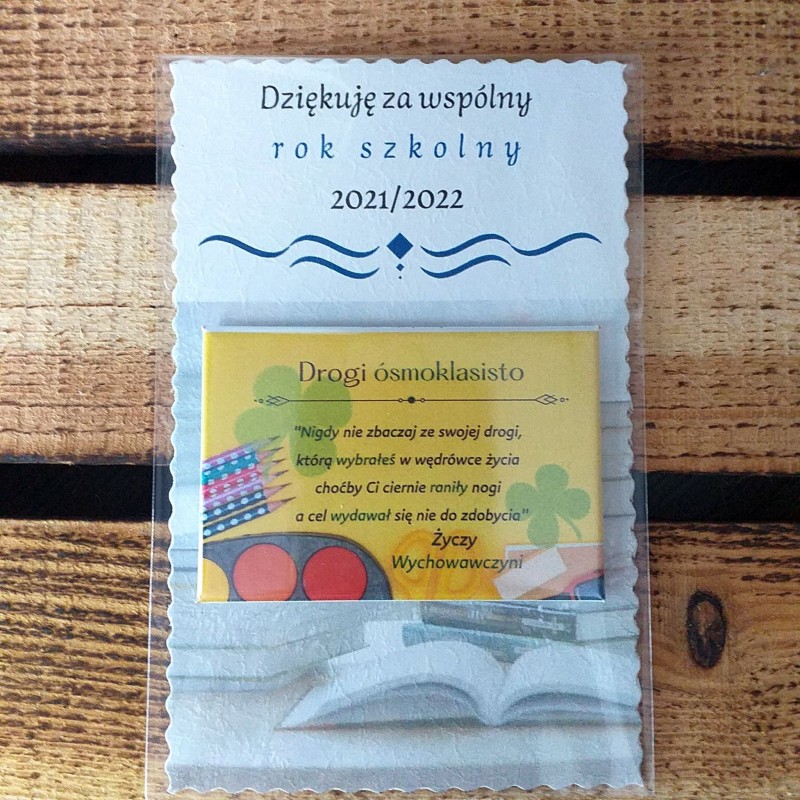 Dziękuję za wspólny
rok szkolny
2021/2022
Drogi ósmoklasisto
"Nigdy nie zbaczaj ze swojej drogi,
którą wybrałeś w wędrówce życia
choćby Ci ciernie raniły nogi
a cel wydawał się nie do zdobycia"
Życzy
Wychowawczyni